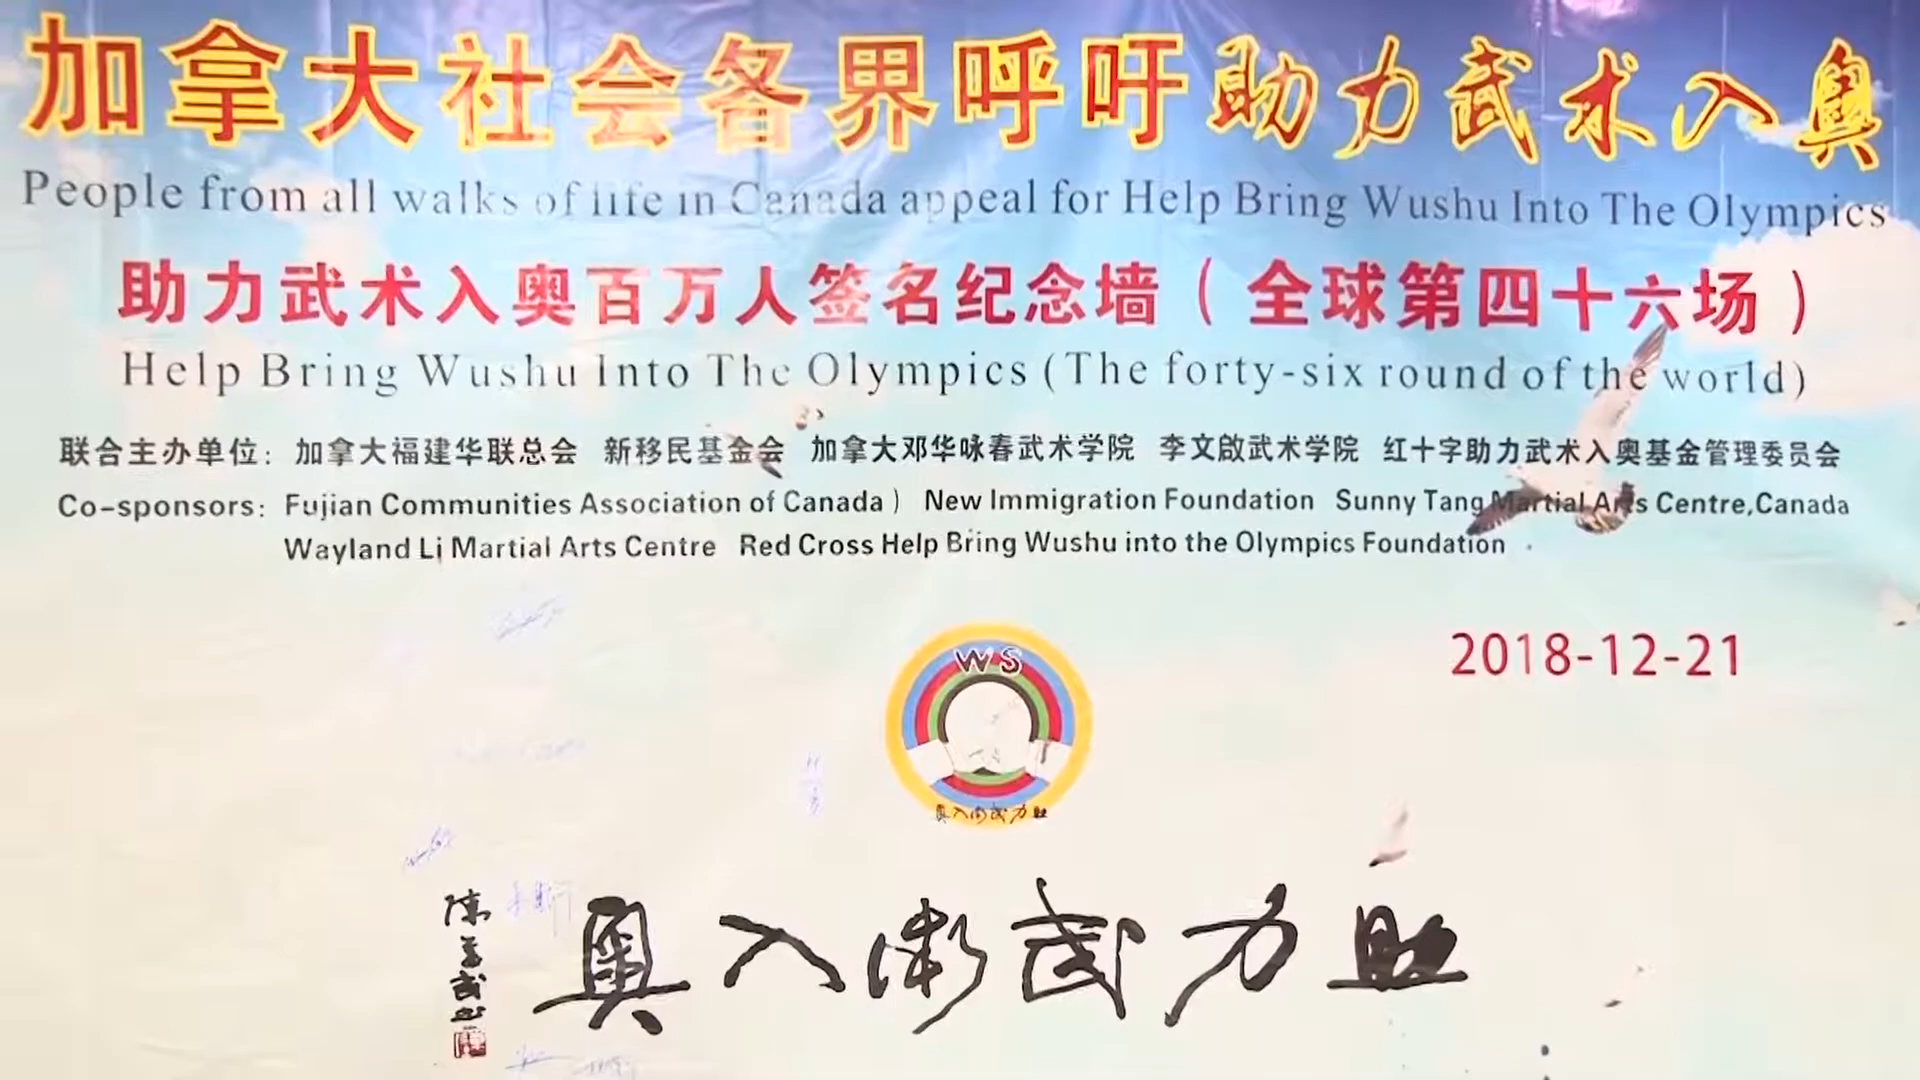 加拿大社会各界呼吁助力武术入奥
People from all walks of life in Canada appeal for Help Bring Wushu Into The Olympics
助力武术入奥百万人签名纪念墙（全球第四十六场）
Help Bring Wushu Into The Olympics (The forty-six round of the world)
联合主办单位：加拿大福建华联总会 新移民基金会 加拿大邓华咏春武术学院 李文啟武术学院 红十字助力武术入奥基金管理委员会
Co-sponsors: Fujian Communities Association of Canada） New Immigration Foundation Sunny Tang Martial Arts Centre,Canada
Wayland Li Martial Arts Centre Red Cross Help Bring Wushu into the Olympics Foundation
2018-12-21
WS
奥入術武力助
奥入術武力助